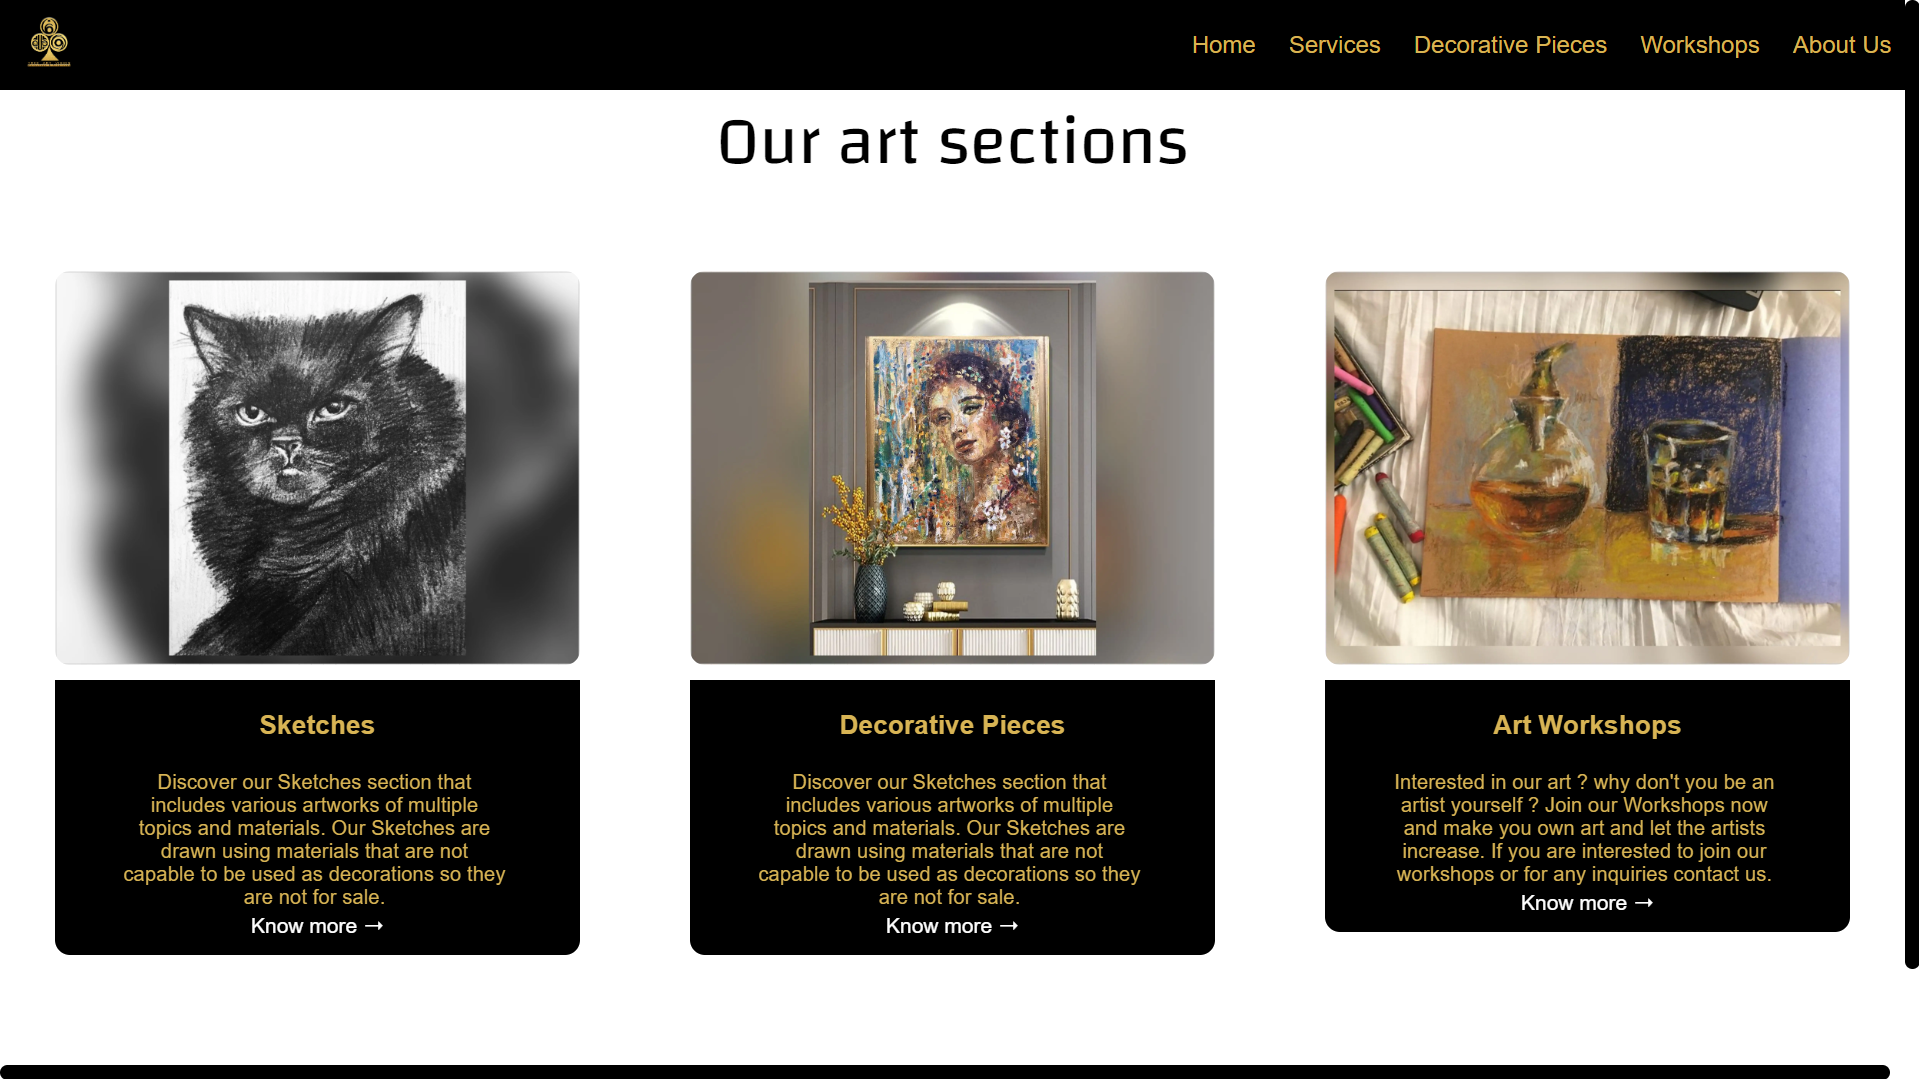 Home Services Decorative Pieces Workshops About Us
Our art sections
Sketches
Discover our Sketches section that
includes various artworks of multiple
topics and materials. Our Sketches are
drawn using materials that are not
capable to be used as decorations so they
are not for sale.
Know more →
Decorative Pieces
Discover our Sketches section that
includes various artworks of multiple
topics and materials. Our Sketches are
drawn using materials that are not
capable to be used as decorations so they
are not for sale.
Know more →
Art Workshops
Interested in our art ? why don't you be an
artist yourself ? Join our Workshops now
and make you own art and let the artists
increase. If you are interested to join our
workshops or for any inquiries contact us.
Know more →